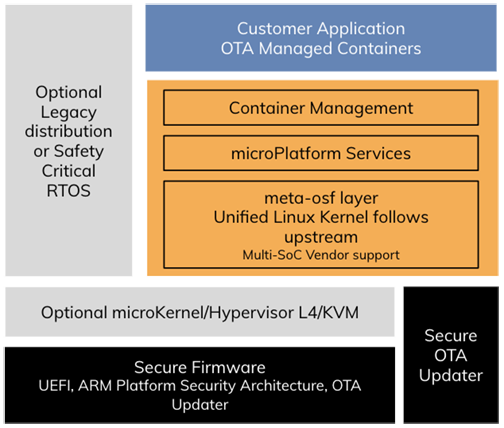 Optional
Legacy
distribution
or Safety
Critical
RTOS
Customer Application
OTA Managed Containers
Container Management
microPlatform Services
meta-osf layer
Unified Linux Kernel follows
upstream
Multi-SoC Vendor support
Optional microKernel/Hypervisor L4/KVM
Secure Firmware
UEFI, ARM Platform Security Architecture, OTA
Updater
Secure
OTA
Updater